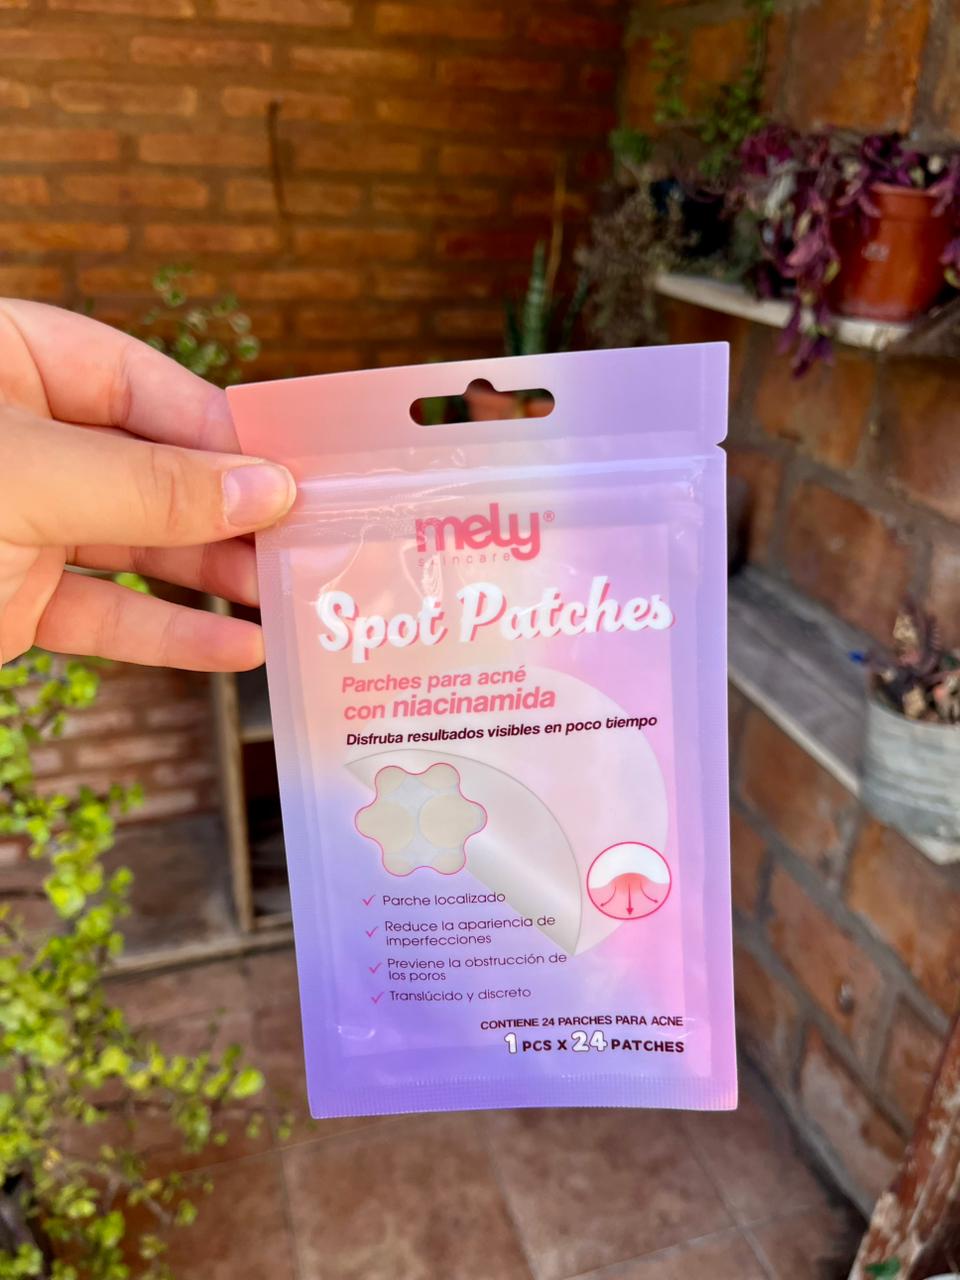 mely®
skincare
Spot Patches
Parches para acné
con niacinamida
Disfruta resultados visibles en poco tiempo
Parche localizado
Reduce la apariencia de
imperfecciones
Previene la obstrucción de
los poros
Translúcido y discreto
CONTIENE 24 PARCHES PARA ACNE
1 PCS X 24 PATCHES